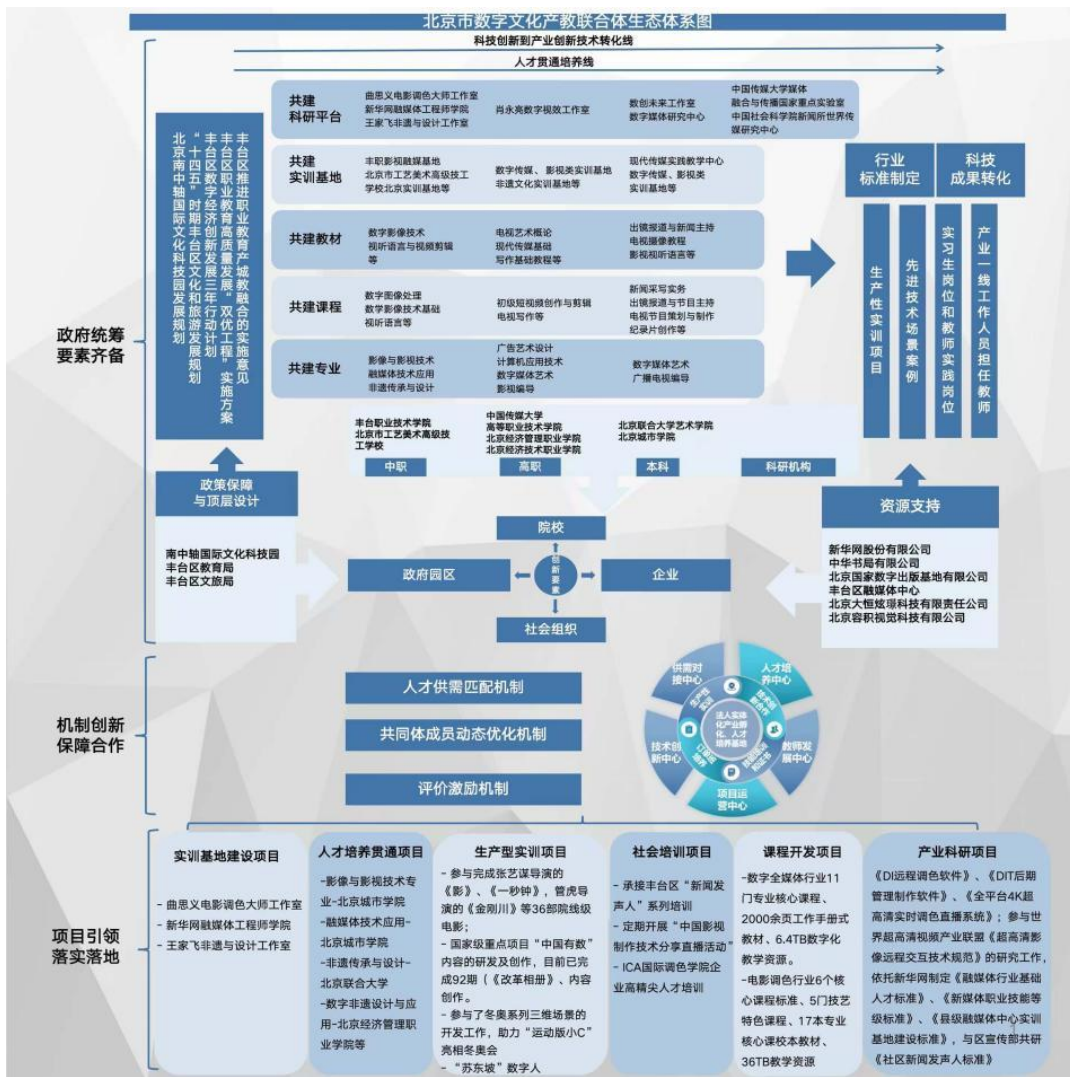 北京市数字文化产教联合体生态体系图
科技创新到产业创新技术转化线
人才贯通培养线
政府统筹
要素齐备
丰台区推进职业教育产城教融合的实施意见
丰台区职业教育高质量发展“双优工程”实施方案
丰台区数字经济创新发展三年行动计划
“十四五”时期丰台区文化和旅游发展规划
北京南中轴国际文化科技园发展规划
共建
科研平台
曲思义电影调色大师工作室
新华网融媒体工程师学院
王家飞非遗与设计工作室
肖永亮数字视效工作室
数创未来工作室
数字媒体研究中心
中国传媒大学媒体
融合与传播国家重点实验室
中国社会科学院新闻所世界传
媒研究中心
共建
实训基地
丰职影视融媒基地
北京市工艺美术高级技工
学校北京实训基地等
数字传媒、影视类实训基地
非遗文化实训基地等
现代传媒实践教学中心
数字传媒、影视类
实训基地等
共建教材
数字影像技术
视听语言与视频剪辑
等
电视艺术概论
现代传媒基础
写作基础教程等
出镜报道与新闻主持
电视摄像教程
影视视听语言等
共建课程
数字图像处理
数学影像技术基础
视听语言等
初级短视频创作与剪辑
电视写作等
新闻采写实务
出镜报道与节目主持
电视节目策划与制作
纪录片创作等
共建专业
影像与影视技术
融媒体技术应用
非遗传承与设计
广告艺术设计
计算机应用技术
数字媒体艺术
影视编导
数字媒体艺术
广播电视编导
丰台职业技术学院
北京市工艺美术高级技
工学校
中国传媒大学
高等职业技术学院
北京经济管理职业学院
北京经济技术职业学院
北京联合大学艺术学院
北京城市学院
中职
高职
本科
科研机构
行业
标准制定
科技
成果转化
生产性实训项目
先进技术场景案例
实习生岗位和教师实践岗位
产业一线工作人员担任教师
政策保障
与顶层设计
南中轴国际文化科技园
丰台区教育局
丰台区文旅局
院校
政府园区
创新要素
企业
社会组织
资源支持
新华网股份有限公司
中华书局有限公司
北京国家数字出版基地有限公司
丰台区融媒体中心
北京大恒炫璟科技有限责任公司
北京容积视觉科技有限公司
机制创新
保障合作
人才供需匹配机制
共同体成员动态优化机制
评价激励机制
供需对
接中心
人才培
养中心
技术创
新中心
教师发
展中心
项目运
营中心
生产性
实训
技术创
新合作
订单班
培养
法人实体
化产业孵
化、人才
培养基地
项目引领
落实落地
实训基地建设项目
- 曲思义电影调色大师工作室
- 新华网融媒体工程师学院
- 王家飞非遗与设计工作室
人才培养贯通项目
-影像与影视技术专
业-北京城市学院
-融媒体技术应用-
北京城市学院
-非遗传承与设计-
北京联合大学
-数字非遗设计与应
用-北京经济管理职
业学院等
生产型实训项目
- 参与完成张艺谋导演的
《影》、《一秒钟》，管虎导
演的《金刚川》等36部院线级
电影；
- 国家级重点项目“中国有数”
内容的研发及创作，目前已完
成92期（《改革相册》、内容
创作。
- 参与了冬奥系列三维场景的
开发工作，助力“运动版小C”
亮相冬奥会
- “苏东坡”数字人
社会培训项目
- 承接丰台区“新闻发
声人”系列培训
- 定期开展“中国影视
制作技术分享直播活动”
- ICA国际调色学院企
业高精尖人才培训
课程开发项目
-数字全媒体行业11
门专业核心课程、
2000余页工作手册式
教材、6.4TB数字化
教学资源。
-电影调色行业6个核
心课程标准、5门技艺
特色课程、17本专业
核心课校本教材、
36TB教学资源
产业科研项目
《DI远程调色软件》、《DIT后期
管理制作软件》、《全平台4K超
高清实时调色直播系统》；参与世
界超高清视频产业联盟《超高清影
像远程交互技术规范》的研究工作，
依托新华网制定《融媒体行业基础
人才标准》、《新媒体职业技能等
级标准》、《县级融媒体中心实训
基地建设标准》，与区宣传部共研
《社区新闻发声人标准》
1